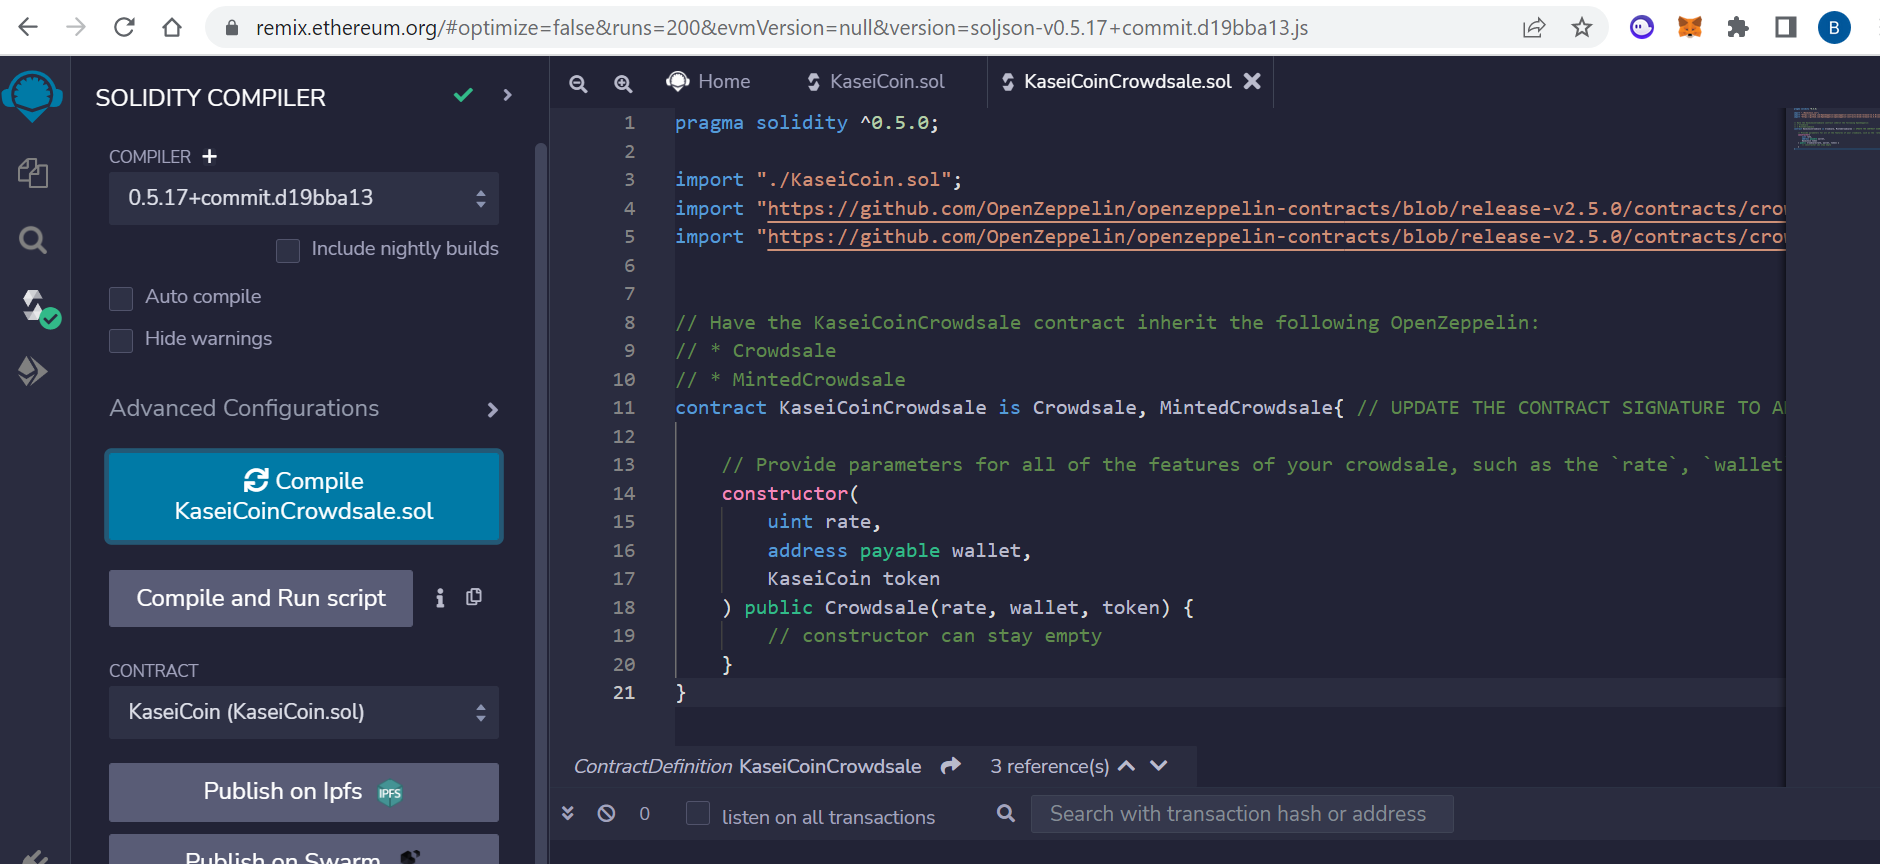 remix.ethereum.org/#optimize=false&runs=200&evmVersion=null&version=soljson-v0.5.17+commit.d19bba13.js
B
SOLIDITY COMPILER
COMPILER +
0.5.17+commit.d19bba13
Include nightly builds
Auto compile
Hide warnings
Advanced Configurations
Compile
KaseiCoinCrowdsale.sol
Compile and Run script
CONTRACT
KaseiCoin (KaseiCoin.sol)
Publish on Ipfs IPFS
Publish on Swarm
Home
KaseiCoin.sol
KaseiCoinCrowdsale.sol
1 pragma solidity ^0.5.0;
2
3 import "./KaseiCoin.sol";
4 import "https://github.com/OpenZeppelin/openzeppelin-contracts/blob/release-v2.5.0/contracts/cro
5 import "https://github.com/OpenZeppelin/openzeppelin-contracts/blob/release-v2.5.0/contracts/cro
6
7
8 // Have the KaseiCoinCrowdsale contract inherit the following OpenZeppelin:
9 // * Crowdsale
10 // * MintedCrowdsale
11 contract KaseiCoinCrowdsale is Crowdsale, MintedCrowdsale{ // UPDATE THE CONTRACT SIGNATURE TO A
12
13 // Provide parameters for all of the features of your crowdsale, such as the `rate`, `wallet
14 constructor(
15 uint rate,
16 address payable wallet,
17 KaseiCoin token
18 ) public Crowdsale(rate, wallet, token) {
19 // constructor can stay empty
20 }
21 }
ContractDefinition KaseiCoinCrowdsale 3 reference(s)
0 listen on all transactions Search with transaction hash or address